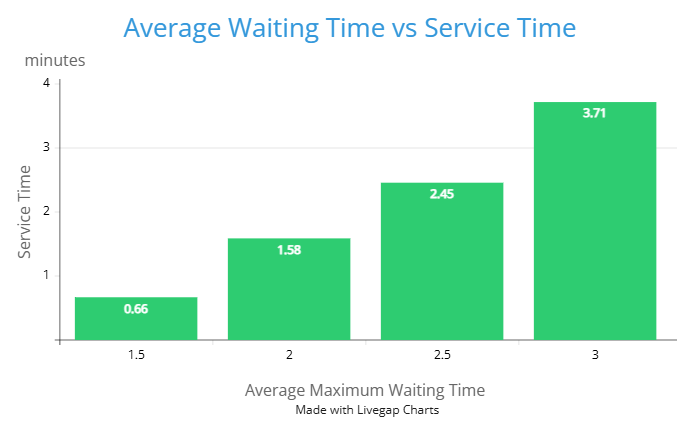 Average Waiting Time vs Service Time
minutes
4
3
2
1
Service Time
0.66
1.58
2.45
3.71
1.5
2
2.5
3
Average Maximum Waiting Time
Made with Livegap Charts